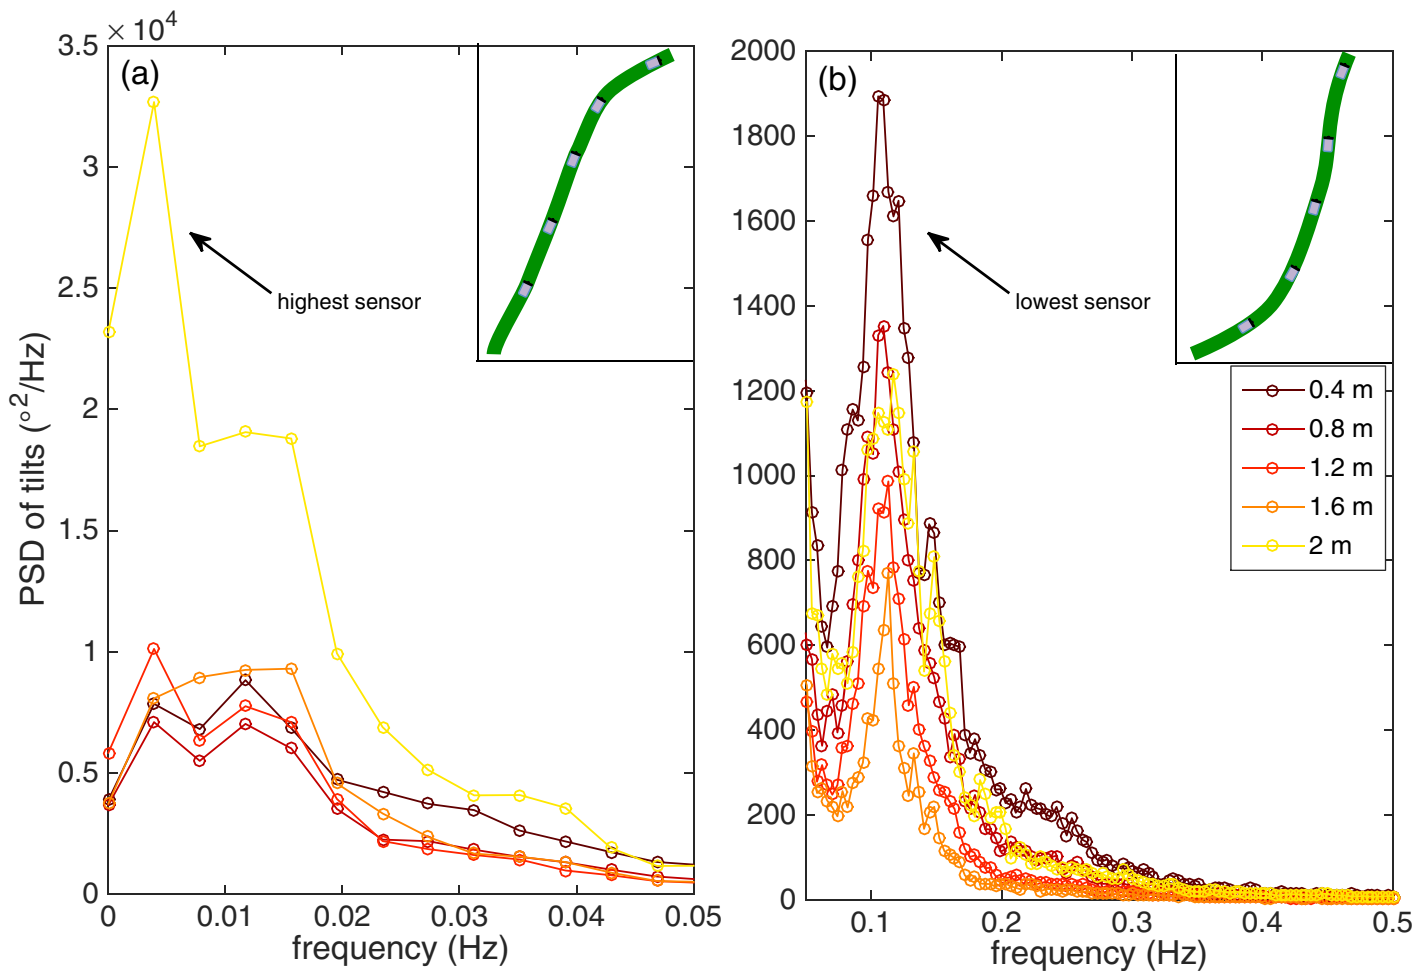 ×10^4
(a)
3.5
3
2.5
2
1.5
1
0.5
0
highest sensor
PSD of tilts (°^2/Hz)
0 0.01 0.02 0.03 0.04 0.05
frequency (Hz)
(b)
2000
1800
1600
1400
1200
1000
800
600
400
200
0
lowest sensor
0.4 m
0.8 m
1.2 m
1.6 m
2 m
0.1 0.2 0.3 0.4 0.5
frequency (Hz)